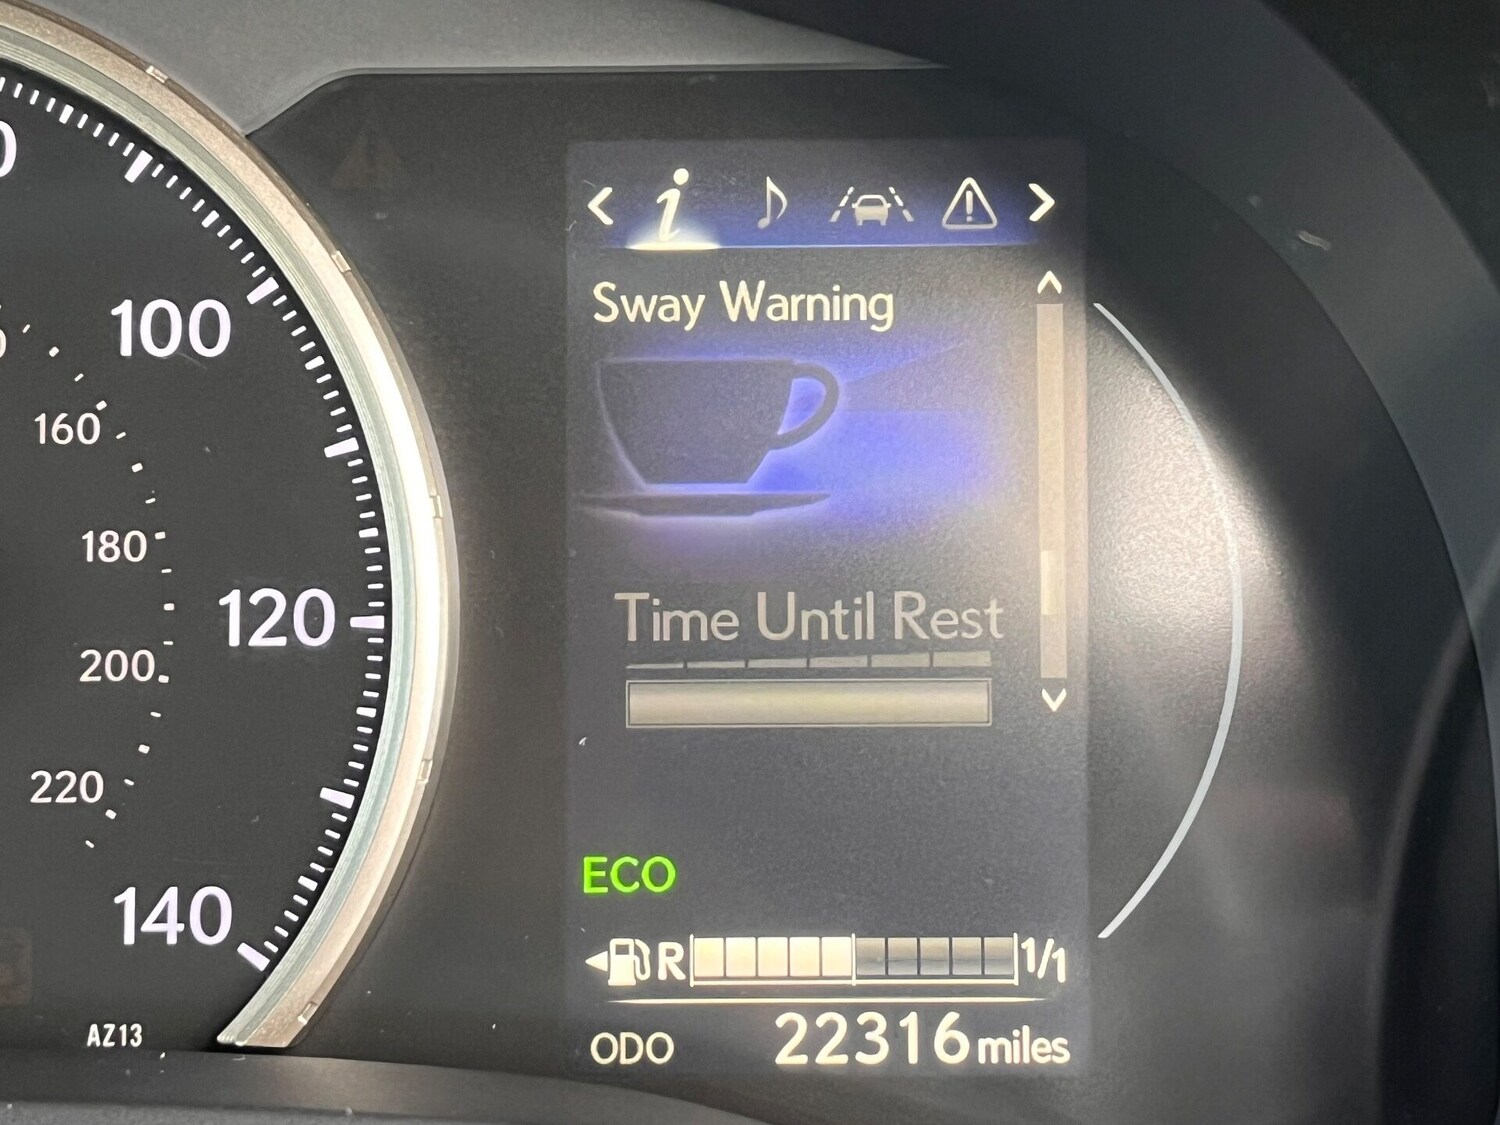 100
160
180
120
200
220
140
AZ13
i
Sway Warning
Time Until Rest
ECO
R 1/1
ODO 22316 miles